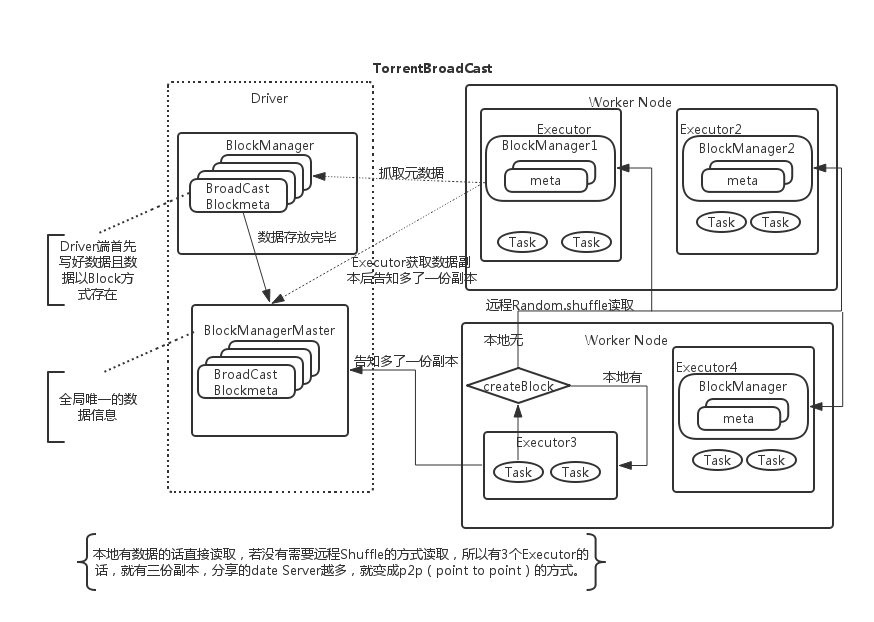 TorrentBroadCast
Driver
BlockManager
BroadCast
Blockmeta
数据存放完毕
BlockManagerMaster
BroadCast
Blockmeta
Driver端首先
写好数据且数
据以Block方
式存在
全局唯一的数
据信息
抓取元数据
Executor获取数据副
本后告知多了一份副本
告知多了一份副本
Worker Node
Executor
BlockManager1
meta
Task
Task
Executor2
BlockManager2
meta
Task
Task
远程Random.shuffle读取
Worker Node
本地无
createBlock
本地有
Executor3
Task
Task
Executor4
BlockManager
meta
Task
Task
本地有数据的话直接读取，若没有需要远程Shuffle的方式读取，所以有3个Executor的
话，就有三份副本，分享的date Server越多，就变成p2p（point to point）的方式。